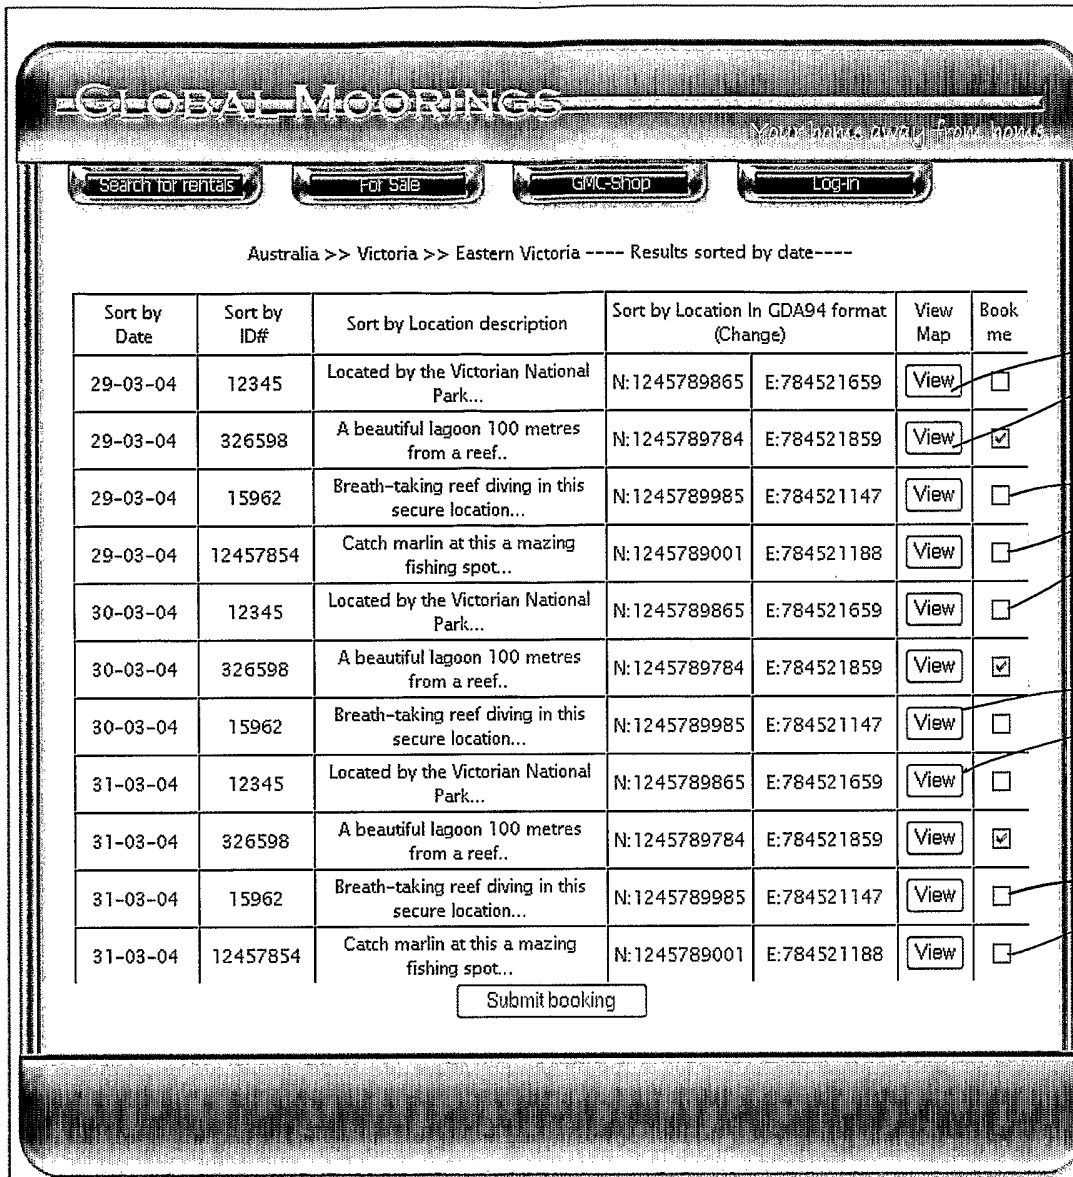 GLOBAL MOORINGS
Your home away from home...
Search for rentals For Sale GMC-Shop Log-in
Australia >> Victoria >> Eastern Victoria ---- Results sorted by date----
Sort by Date Sort by ID# Sort by Location description Sort by Location In GDA94 format (Change) View Map Book me
29-03-04 12345 Located by the Victorian National Park... N:1245789865 E:784521659 View
29-03-04 326598 A beautiful lagoon 100 metres from a reef.. N:1245789784 E:784521859 View
29-03-04 15962 Breath-taking reef diving in this secure location... N:1245789985 E:784521147 View
29-03-04 12457854 Catch marlin at this a mazing fishing spot... N:1245789001 E:784521188 View
30-03-04 12345 Located by the Victorian National Park... N:1245789865 E:784521659 View
30-03-04 326598 A beautiful lagoon 100 metres from a reef.. N:1245789784 E:784521859 View
30-03-04 15962 Breath-taking reef diving in this secure location... N:1245789985 E:784521147 View
31-03-04 12345 Located by the Victorian National Park... N:1245789865 E:784521659 View
31-03-04 326598 A beautiful lagoon 100 metres from a reef.. N:1245789784 E:784521859 View
31-03-04 15962 Breath-taking reef diving in this secure location... N:1245789985 E:784521147 View
31-03-04 12457854 Catch marlin at this a mazing fishing spot... N:1245789001 E:784521188 View
Submit booking